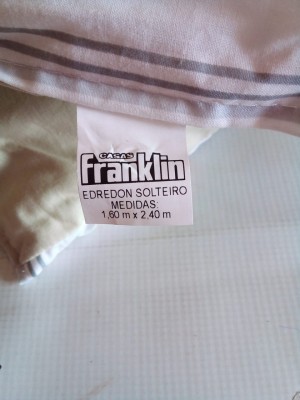 CASAS
Franklin
EDREDON SOLTEIRO
MEDIDAS:
1,60 m x 2,40 m